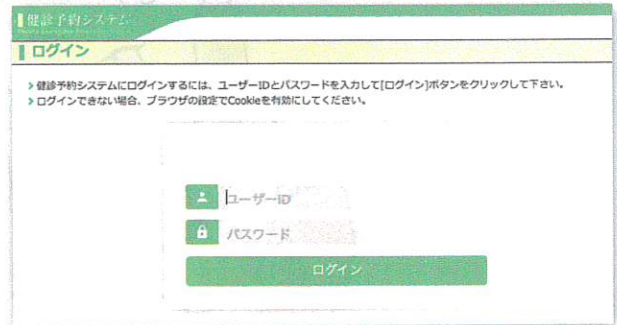 健診予約システム
ログイン
> 健診予約システムにログインするには、ユーザーIDとパスワードを入力して[ログイン]ボタンをクリックして下さい。
> ログインできない場合、ブラウザの設定でCookieを有効にしてください。
ユーザーID
パスワード
ログイン